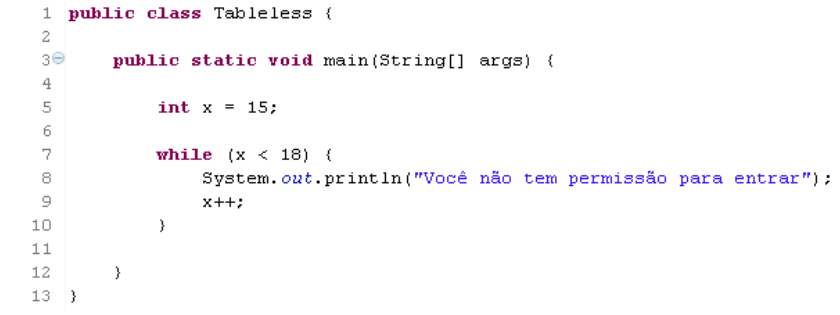 1 public class Tableless {
2
3 public static void main(String[] args) {
4
5 int x = 15;
6
7 while (x < 18) {
8 System.out.println("Você não tem permissão para entrar");
9 x++;
10 }
11
12 }
13 }